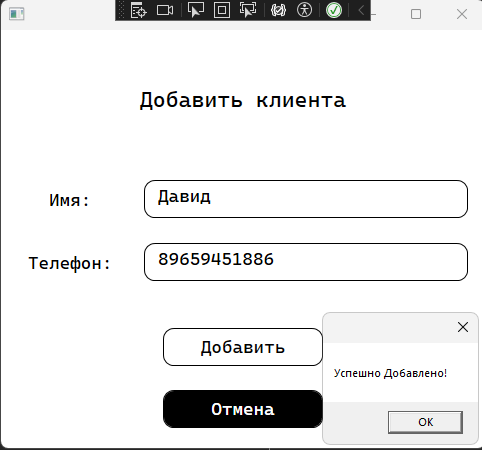 Добавить клиента
Имя:
Давид
Телефон:
89659451886
Добавить
Успешно Добавлено!
Отмена
OK